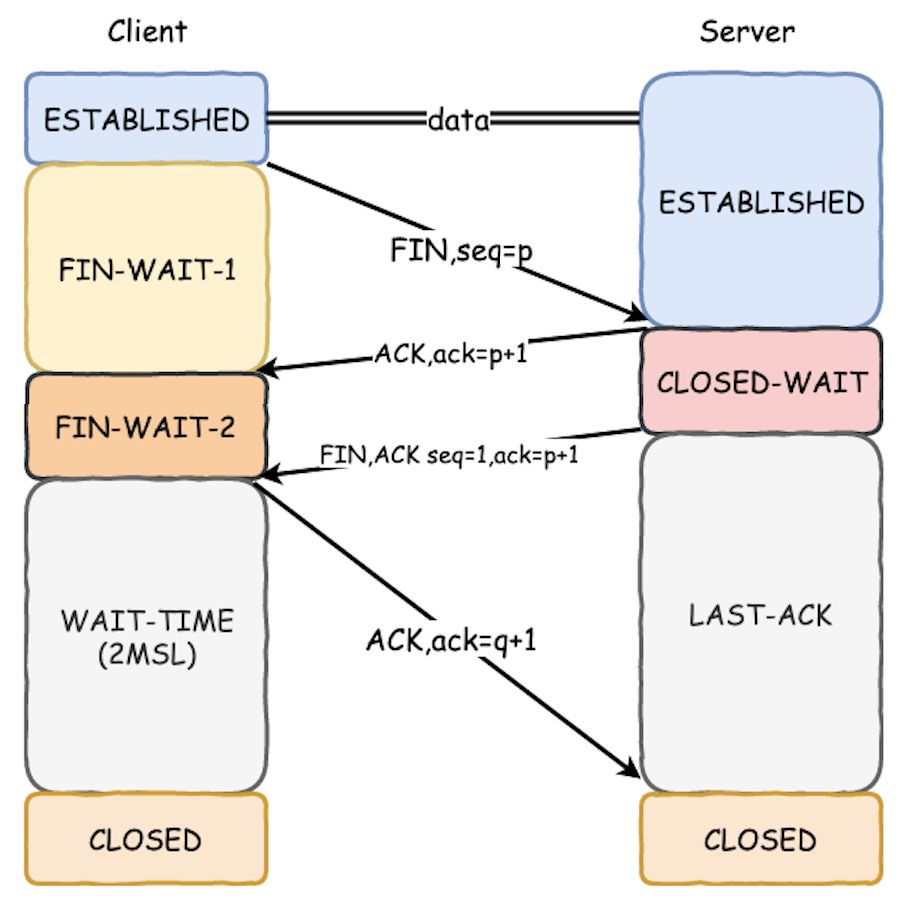 Client
Server
ESTABLISHED
data
ESTABLISHED
FIN-WAIT-1
FIN,seq=p
ACK,ack=p+1
CLOSED-WAIT
FIN-WAIT-2
FIN,ACK seq=1,ack=p+1
WAIT-TIME
(2MSL)
ACK,ack=q+1
LAST-ACK
CLOSED
CLOSED